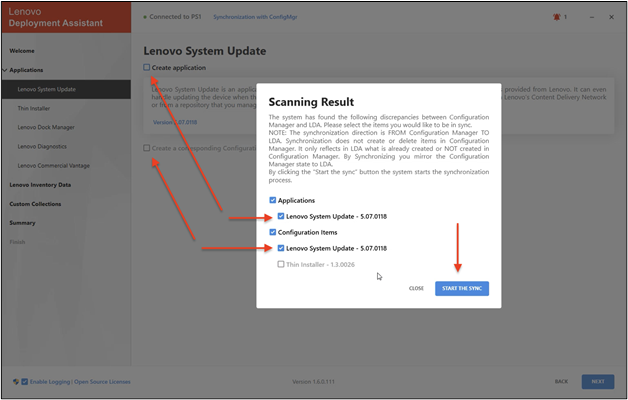 Lenovo
Deployment Assistant
Connected to PS1
Synchronization with ConfigMgr
1
Welcome
Applications
Lenovo System Update
Thin Installer
Lenovo Dock Manager
Lenovo Diagnostics
Lenovo Commercial Vantage
Lenovo Inventory Data
Custom Collections
Summary
Finish
Lenovo System Update
Create application
Lenovo System Update is an applica
provided from Lenovo. It can even
handle updating the device when th
Lenovo's Content Delivery Network
or from a repository that you manag
Version 5.07.0118
Create a corresponding Configuratio
Scanning Result
The system has found the following discrepancies between Configuration
Manager and LDA. Please select the items you would like to be in sync.
NOTE: The synchronization direction is FROM Configuration Manager TO
LDA. Synchronization does not create or delete items in Configuration
Manager. It only reflects in LDA what is already created or NOT created in
Configuration Manager. By Synchronizing you mirror the Configuration
Manager state to LDA.
By clicking the "Start the sync" button the system starts the synchronization
process.
Applications
Lenovo System Update - 5.07.0118
Configuration Items
Lenovo System Update - 5.07.0118
Thin Installer - 1.3.0026
CLOSE
START THE SYNC
Enable Logging | Open Source Licenses
Version 1.6.0.111
BACK
NEXT